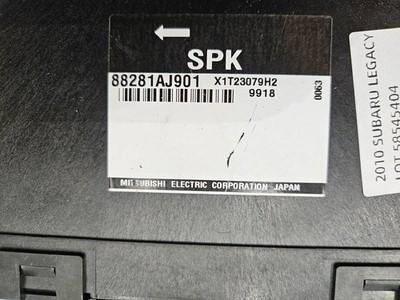 SPK
88281AJ901 X1T23079H2
9918
0063
MITSUBISHI ELECTRIC CORPORATION JAPAN
2010 SUBARU LEGACY
LOT 58545404